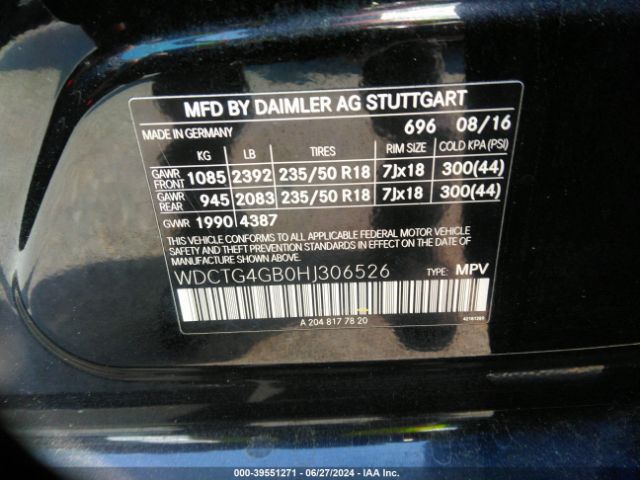 MFD BY DAIMLER AG STUTTGART
MADE IN GERMANY 696 08/16
KG LB TIRES RIM SIZE COLD KPA (PSI)
GAWR FRONT 1085 2392 235/50 R18 7Jx18 300(44)
GAWR REAR 945 2083 235/50 R18 7Jx18 300(44)
GVWR 1990 4387
THIS VEHICLE CONFORMS TO ALL APPLICABLE FEDERAL MOTOR VEHICLE
SAFETY AND THEFT PREVENTION STANDARDS IN EFFECT ON THE DATE
OF MANUFACTURE SHOWN ABOVE.
WDCTG4GB0HJ306526 TYPE: MPV
A 204 817 78 20
000-39551271 - 06/27/2024 - IAA Inc.